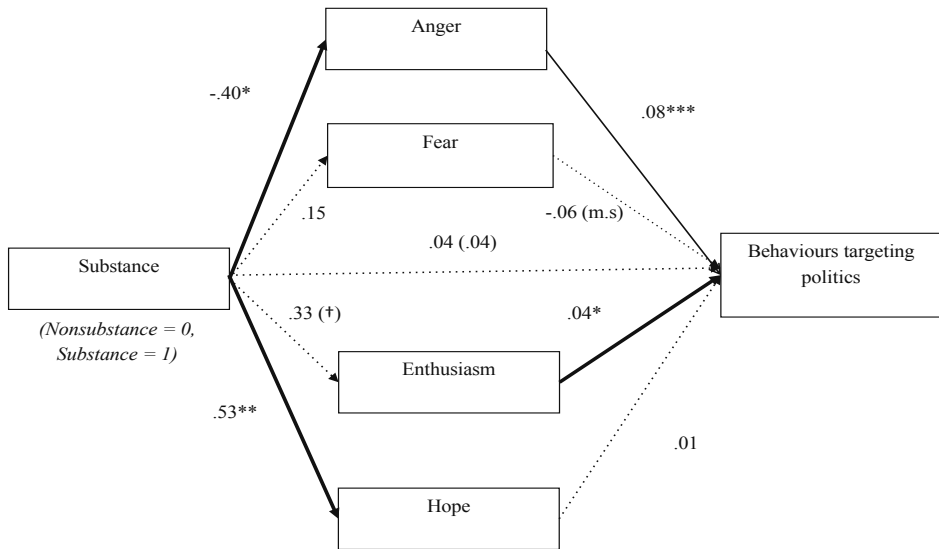 Anger
-.40*
.08***
Fear
.15
-.06 (m.s)
.04 (.04)
Substance
Behaviours targeting
politics
(Nonsubstance = 0,
Substance = 1)
.33 (†)
.04*
Enthusiasm
.53**
.01
Hope